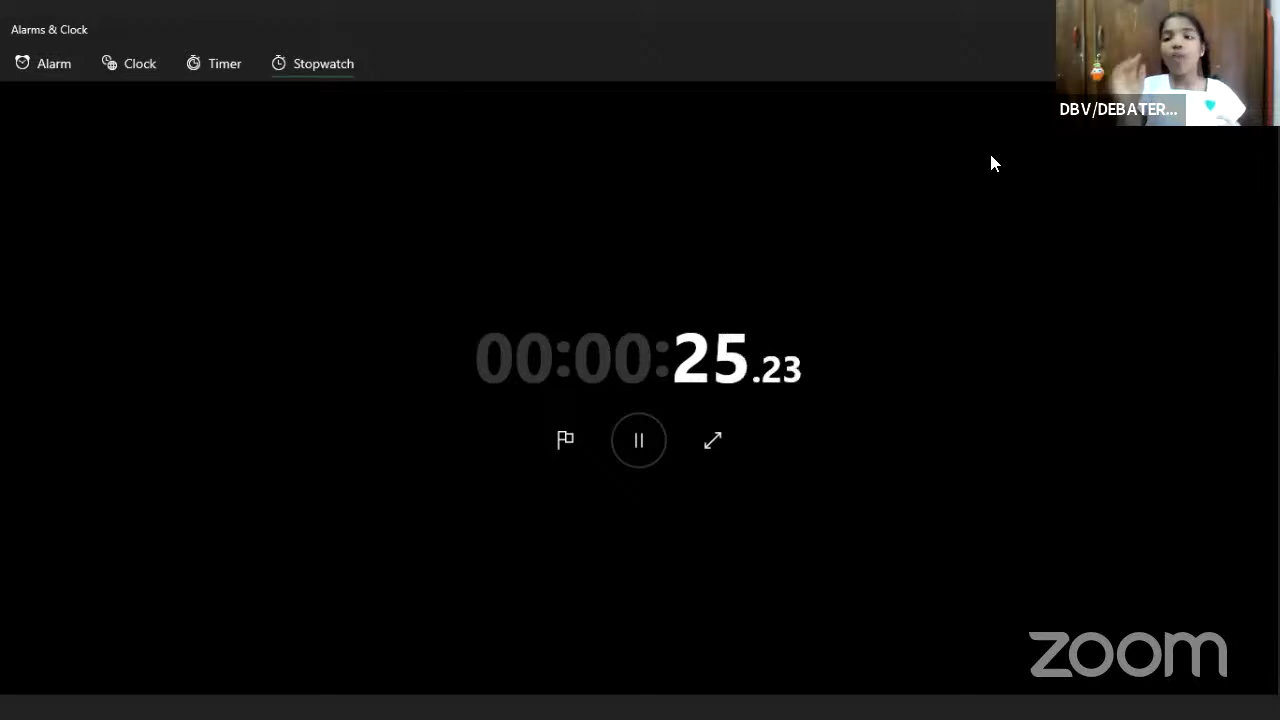 Alarms & Clock
Alarm
Clock
Timer
Stopwatch
DBV/DEBATER...
00:00:25.23
zoom